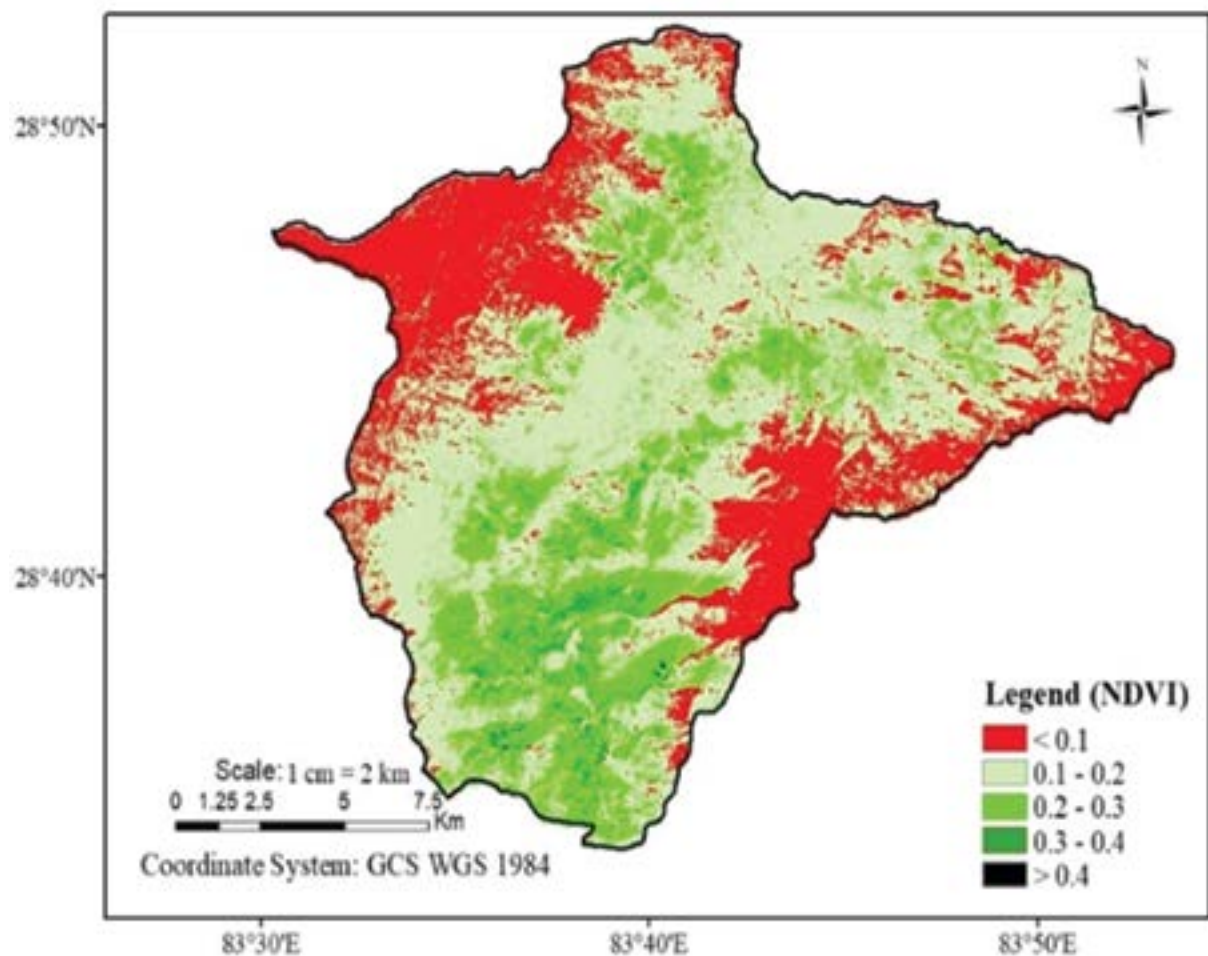 N
28°50'N
28°40'N
Legend (NDVI)
< 0.1
0.1 - 0.2
0.2 - 0.3
0.3 - 0.4
> 0.4
Scale: 1 cm = 2 km
0 1.25 2.5 5 7.5
Km
Coordinate System: GCS WGS 1984
83°30'E 83°40'E 83°50'E